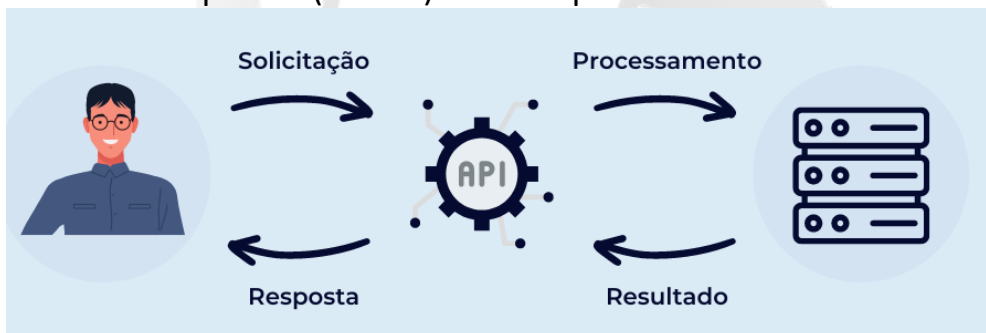 Solicitação
Processamento
API
Resposta
Resultado